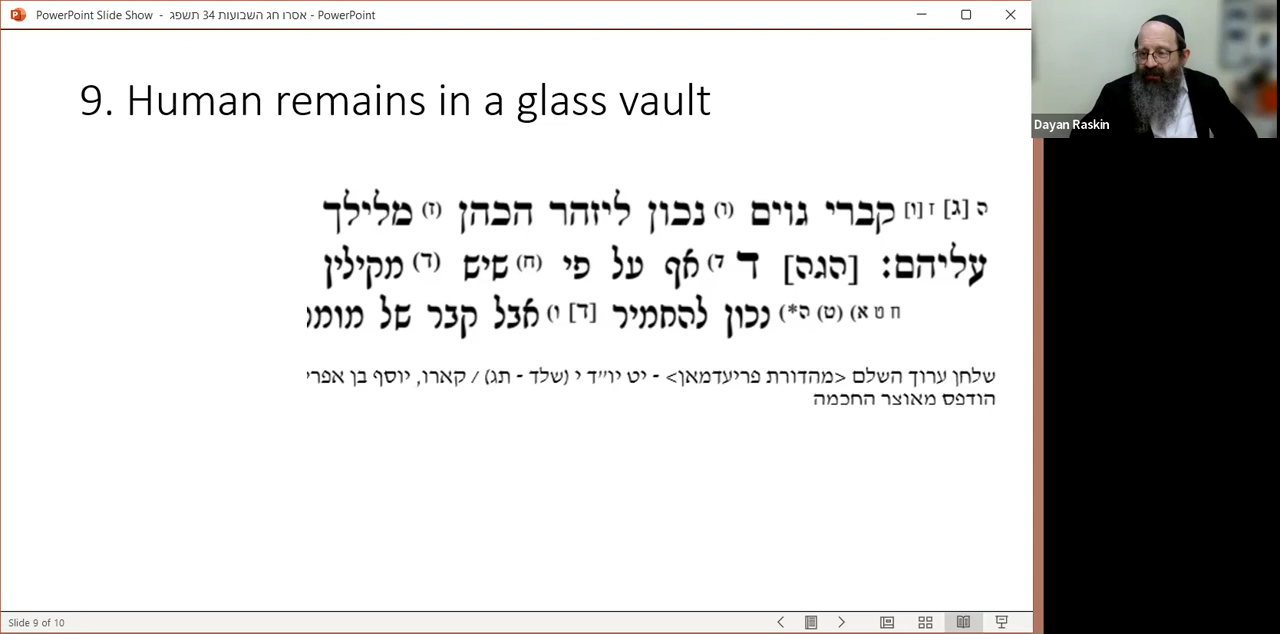 PowerPoint Slide Show - אסרו חג השבועות 34 תשפג - PowerPoint
Dayan Raskin
9. Human remains in a glass vault
ה [ג] ז [ו] קברי גוים (ו) נכון ליזהר הכהן (ז) מלילך
עליהם: [הגה] ד ד) אף על פי (ח) שיש (ד) מקילין
ח ט א) (ט) ה*) נכון להחמיר [ד] ו) אבל קבר של מומר
שלחן ערוך השלם <מהדורת פריעדמאן> - יט יו"ד י (שלד - תג) / קארו, יוסף בן אפרי
הודפס מאוצר החכמה
Slide 9 of 10